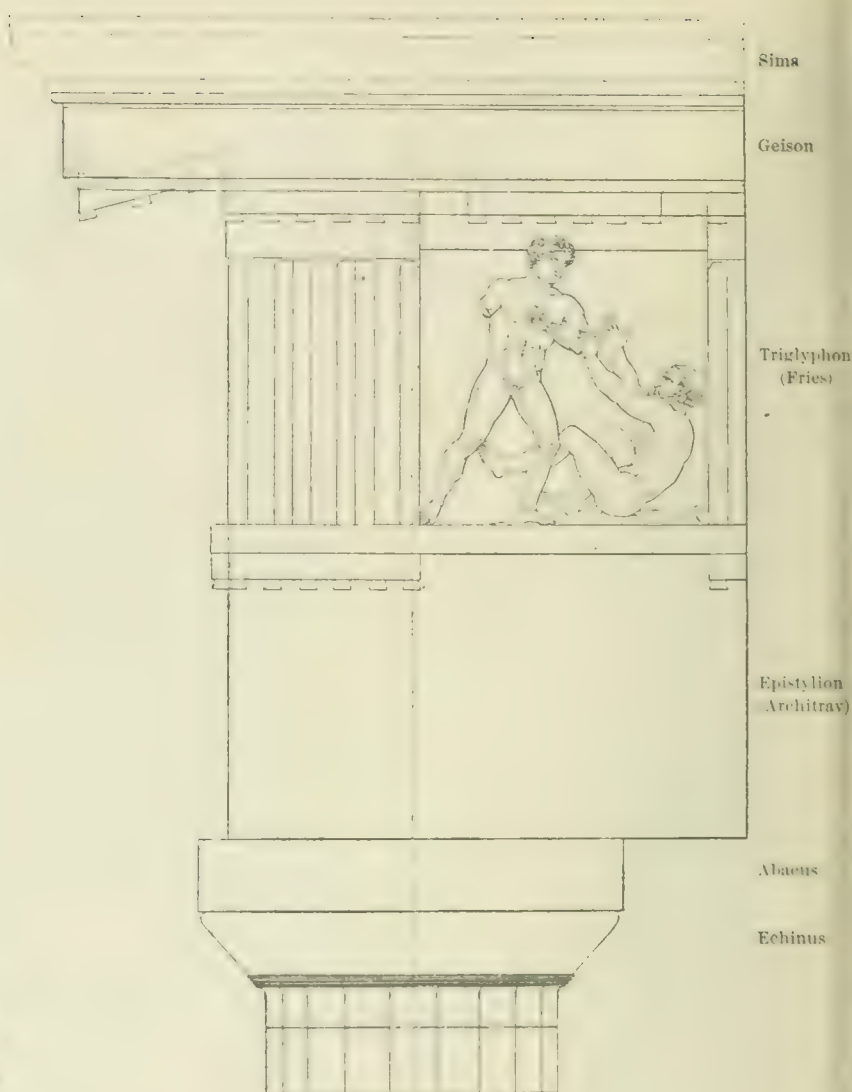 Sima
Geison
Triglyphon
(Fries)
Epistylion
Architrav)
Abacus
Echinus